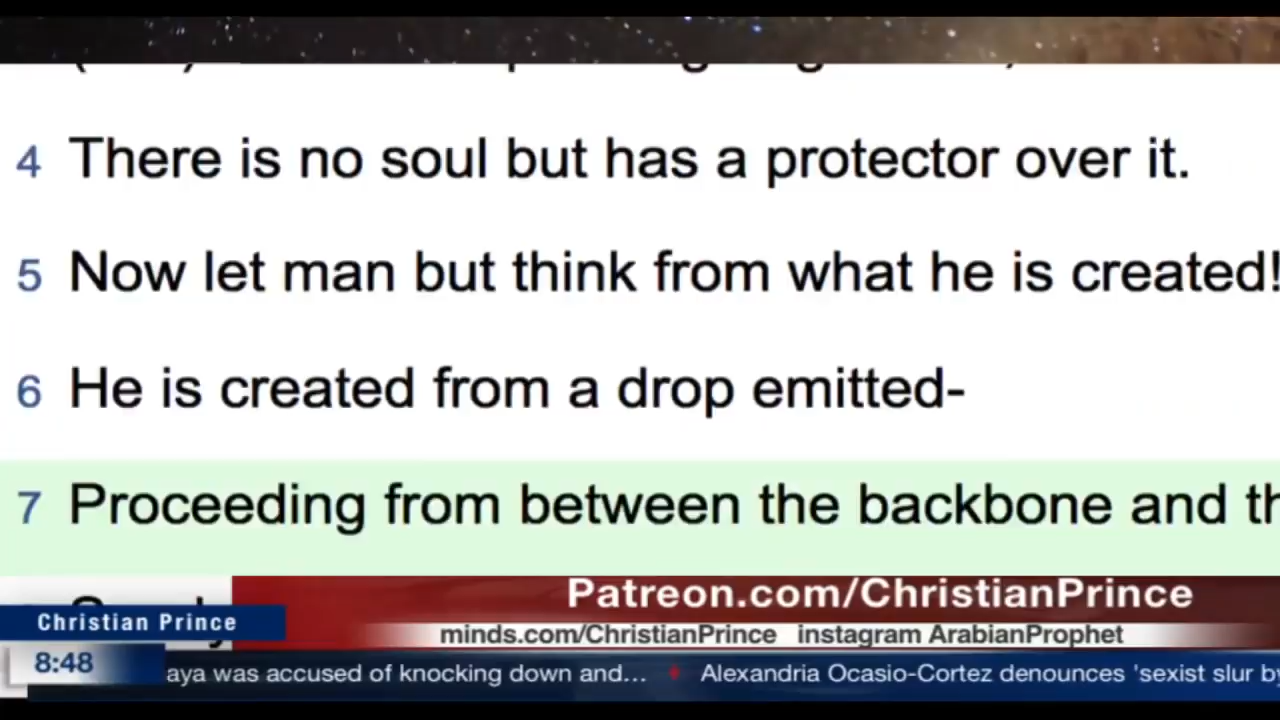 4 There is no soul but has a protector over it.
5 Now let man but think from what he is created!
6 He is created from a drop emitted-
7 Proceeding from between the backbone and th
Patreon.com/ChristianPrince
Christian Prince
minds.com/ChristianPrince instagram ArabianProphet
8:48
aya was accused of knocking down and... Alexandria Ocasio-Cortez denounces 'sexist slur by